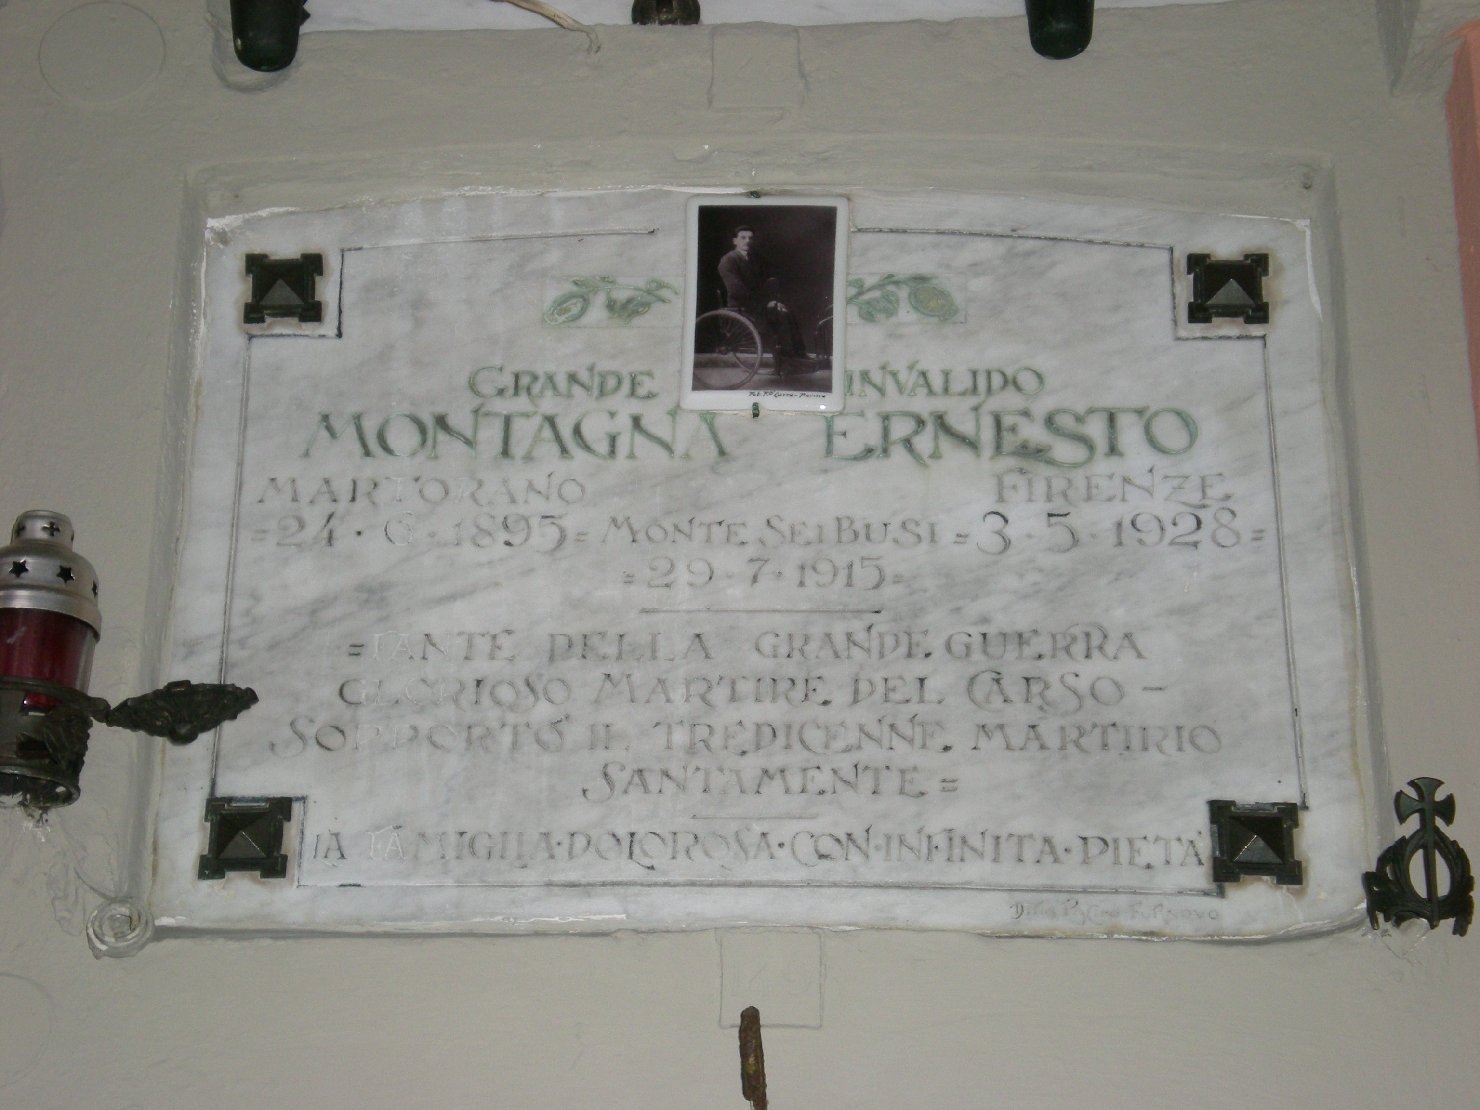 GRANDE INVALIDO
MONTAGNA ERNESTO
MARTORANO FIRENZE
=24·6·1895= MONTE SEI BUSI =3·5·1928=
=29·7·1915=
=FANTE DELLA GRANDE GUERRA
GLORIOSO MARTIRE DEL CARSO-
SOPPORTÒ IL TREDICENNE MARTIRIO
SANTAMENTE=
LA FAMIGLIA·DOLOROSA·CON·INFINITA·PIETÀ